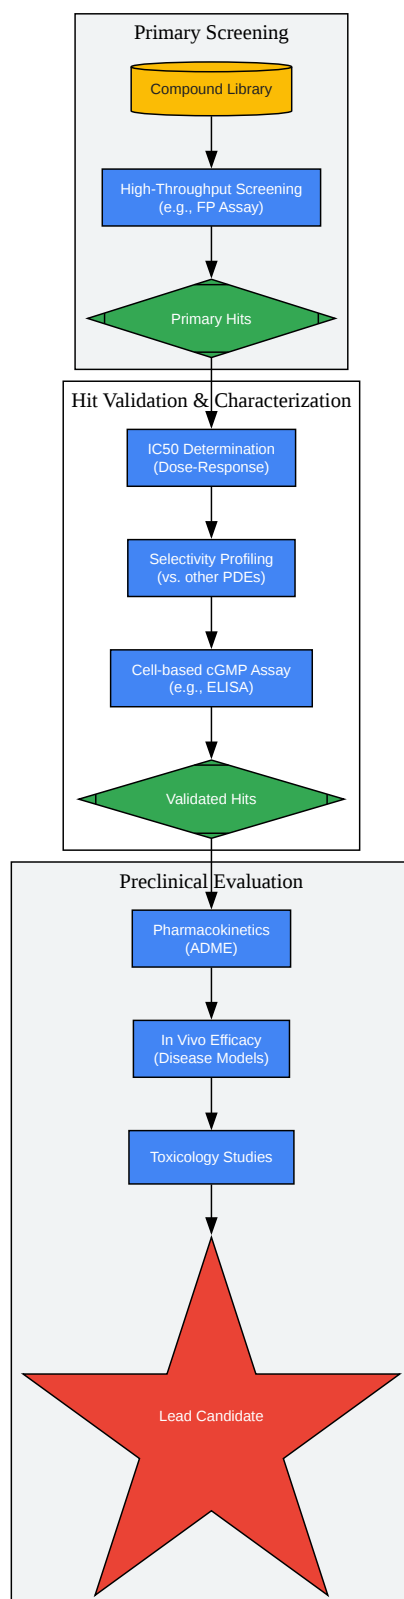 Primary Screening
Compound Library
High-Throughput Screening
(e.g., FP Assay)
Primary Hits
Hit Validation & Characterization
IC50 Determination
(Dose-Response)
Selectivity Profiling
(vs. other PDEs)
Cell-based cGMP Assay
(e.g., ELISA)
Validated Hits
Preclinical Evaluation
Pharmacokinetics
(ADME)
In Vivo Efficacy
(Disease Models)
Toxicology Studies
Lead Candidate